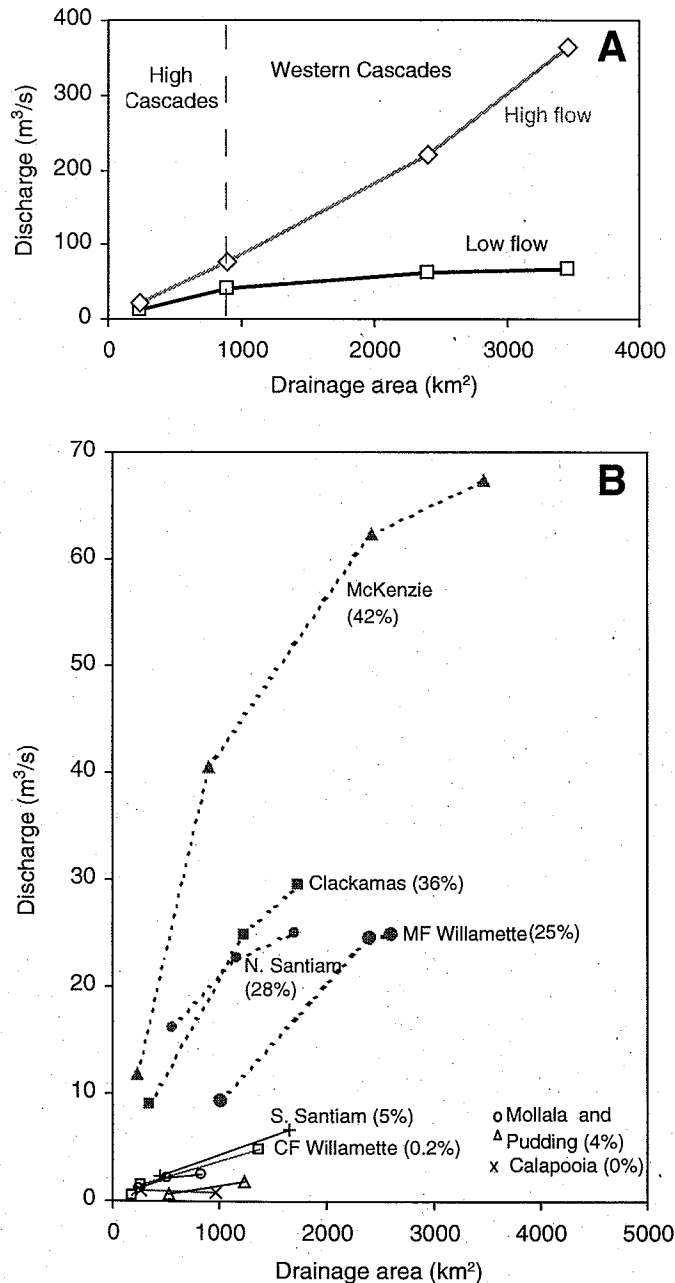 A
400
300
200
100
0
Discharge (m³/s)
High
Cascades
Western Cascades
High flow
Low flow
0 1000 2000 3000 4000
Drainage area (km²)
B
70
60
50
40
30
20
10
0
Discharge (m³/s)
McKenzie
(42%)
Clackamas (36%)
MF Willamette (25%)
N. Santiam
(28%)
S. Santiam (5%)
CF Willamette (0.2%)
Mollala and
Pudding (4%)
Calapooia (0%)
0 1000 2000 3000 4000 5000
Drainage area (km²)